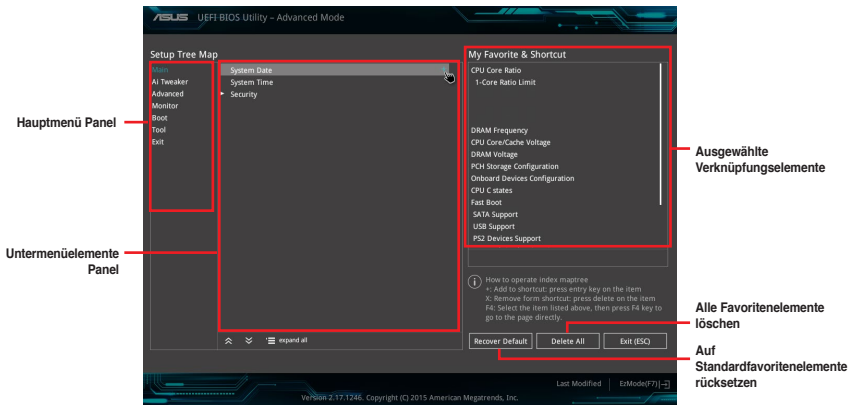 ASUS UEFI BIOS Utility – Advanced Mode
Setup Tree Map
Main
Ai Tweaker
Advanced
Monitor
Boot
Tool
Exit
System Date
System Time
Security
expand all
My Favorite & Shortcut
CPU Core Ratio
1-Core Ratio Limit
DRAM Frequency
CPU Core/Cache Voltage
DRAM Voltage
PCH Storage Configuration
Onboard Devices Configuration
CPU C states
Fast Boot
SATA Support
USB Support
PS2 Devices Support
How to operate index maptree
+: Add to shortcut: press entry key on the item
X: Remove form shortcut: press delete on the item
F4: Select the item listed above, then press F4 key to
go to the page directly.
Recover Default
Delete All
Exit (ESC)
Last Modified
EzMode(F7)
Version 2.17.1246. Copyright (C) 2015 American Megatrends, Inc.
Hauptmenü Panel
Untermenüelemente
Panel
Ausgewählte
Verknüpfungselemente
Alle Favoritenelemente
löschen
Auf
Standardfavoritenelemente
rücksetzen